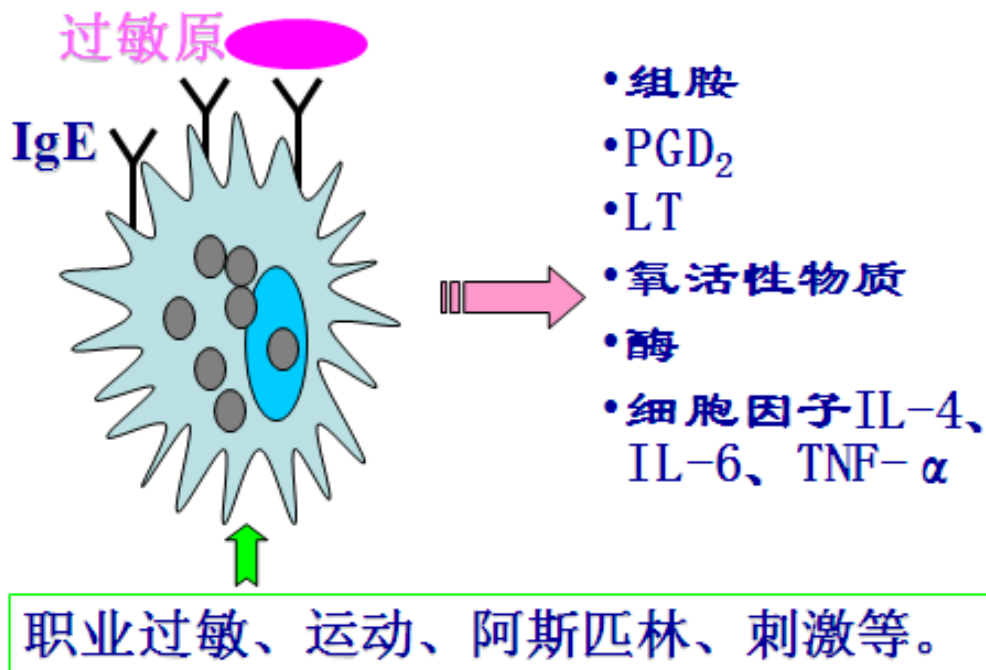 过敏原
IgE
•组胺
•PGD₂
•LT
•氧活性物质
•酶
•细胞因子IL-4、
IL-6、TNF-α
职业过敏、运动、阿斯匹林、刺激等。